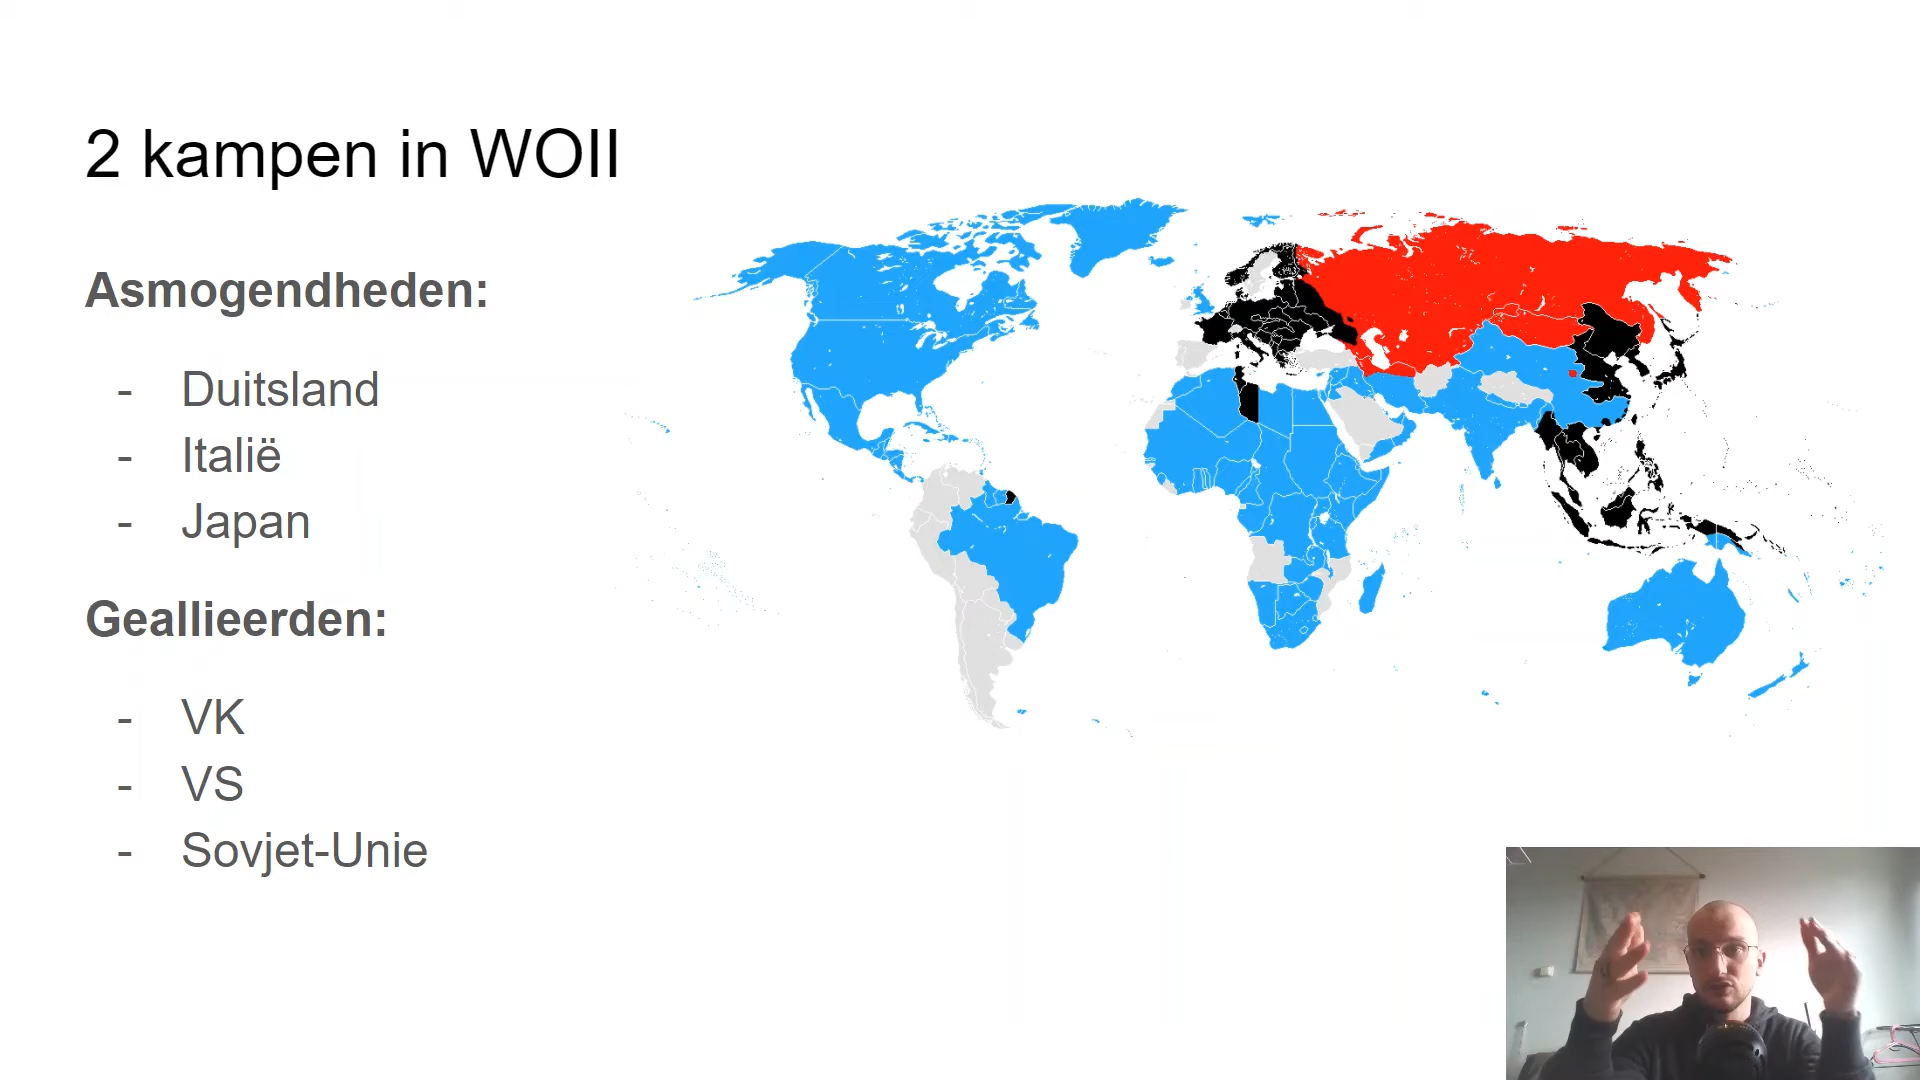 2 kampen in WOII
Asmogendheden:
- Duitsland
- Italië
- Japan
Geallieerden:
- VK
- VS
- Sovjet-Unie